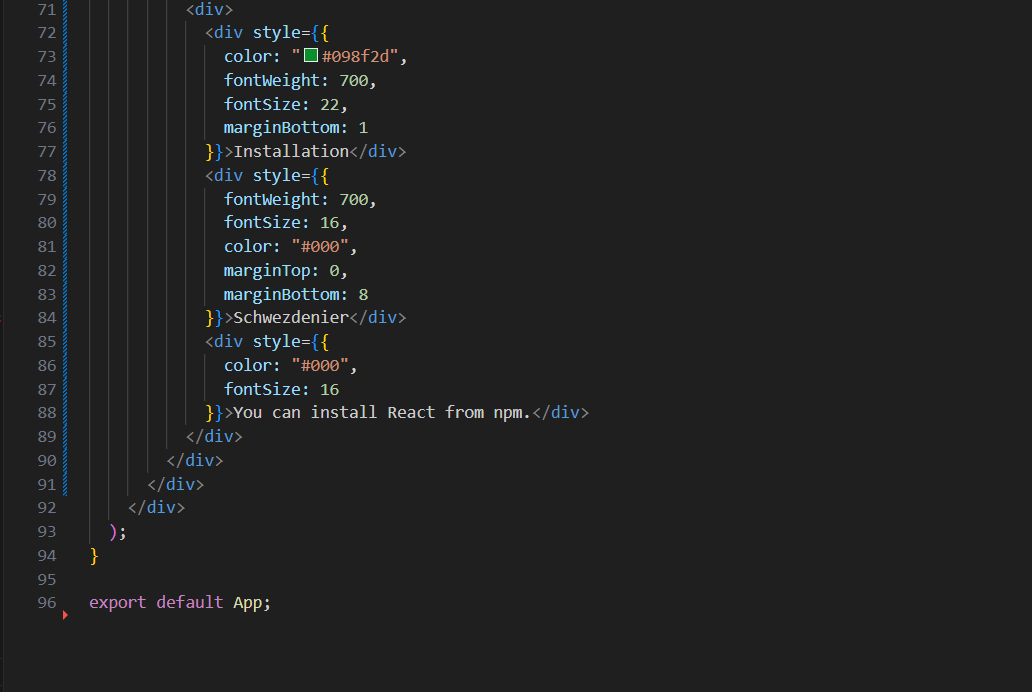 71 <div>
72 <div style={{
73 color: "#098f2d",
74 fontWeight: 700,
75 fontSize: 22,
76 marginBottom: 1
77 }}>Installation</div>
78 <div style={{
79 fontWeight: 700,
80 fontSize: 16,
81 color: "#000",
82 marginTop: 0,
83 marginBottom: 8
84 }}>Schwezdenier</div>
85 <div style={{
86 color: "#000",
87 fontSize: 16
88 }}>You can install React from npm.</div>
89 </div>
90 </div>
91 </div>
92 </div>
93 );
94 }
95
96 export default App;